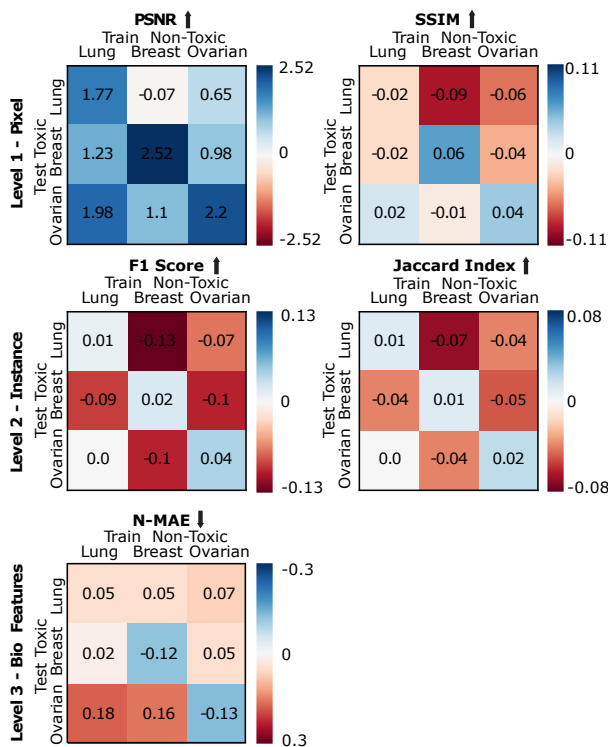 Level 1 - Pixel
PSNR ↑
Train Non-Toxic
Lung Breast Ovarian
Test Toxic
Lung
Breast
Ovarian
1.77 -0.07 0.65
1.23 2.52 0.98
1.98 1.1 2.2
2.52
0
-2.52
SSIM ↑
Train Non-Toxic
Lung Breast Ovarian
Test Toxic
Lung
Breast
Ovarian
-0.02 -0.09 -0.06
-0.02 0.06 -0.04
0.02 -0.01 0.04
0.11
0
-0.11
Level 2 - Instance
F1 Score ↑
Train Non-Toxic
Lung Breast Ovarian
Test Toxic
Lung
Breast
Ovarian
0.01 -0.13 -0.07
-0.09 0.02 -0.1
0.0 -0.1 0.04
0.13
0
-0.13
Jaccard Index ↑
Train Non-Toxic
Lung Breast Ovarian
Test Toxic
Lung
Breast
Ovarian
0.01 -0.07 -0.04
-0.04 0.01 -0.05
0.0 -0.04 0.02
0.08
0
-0.08
Level 3 - Bio Features
N-MAE ↓
Train Non-Toxic
Lung Breast Ovarian
Test Toxic
Lung
Breast
Ovarian
0.05 0.05 0.07
0.02 -0.12 0.05
0.18 0.16 -0.13
-0.3
0
0.3